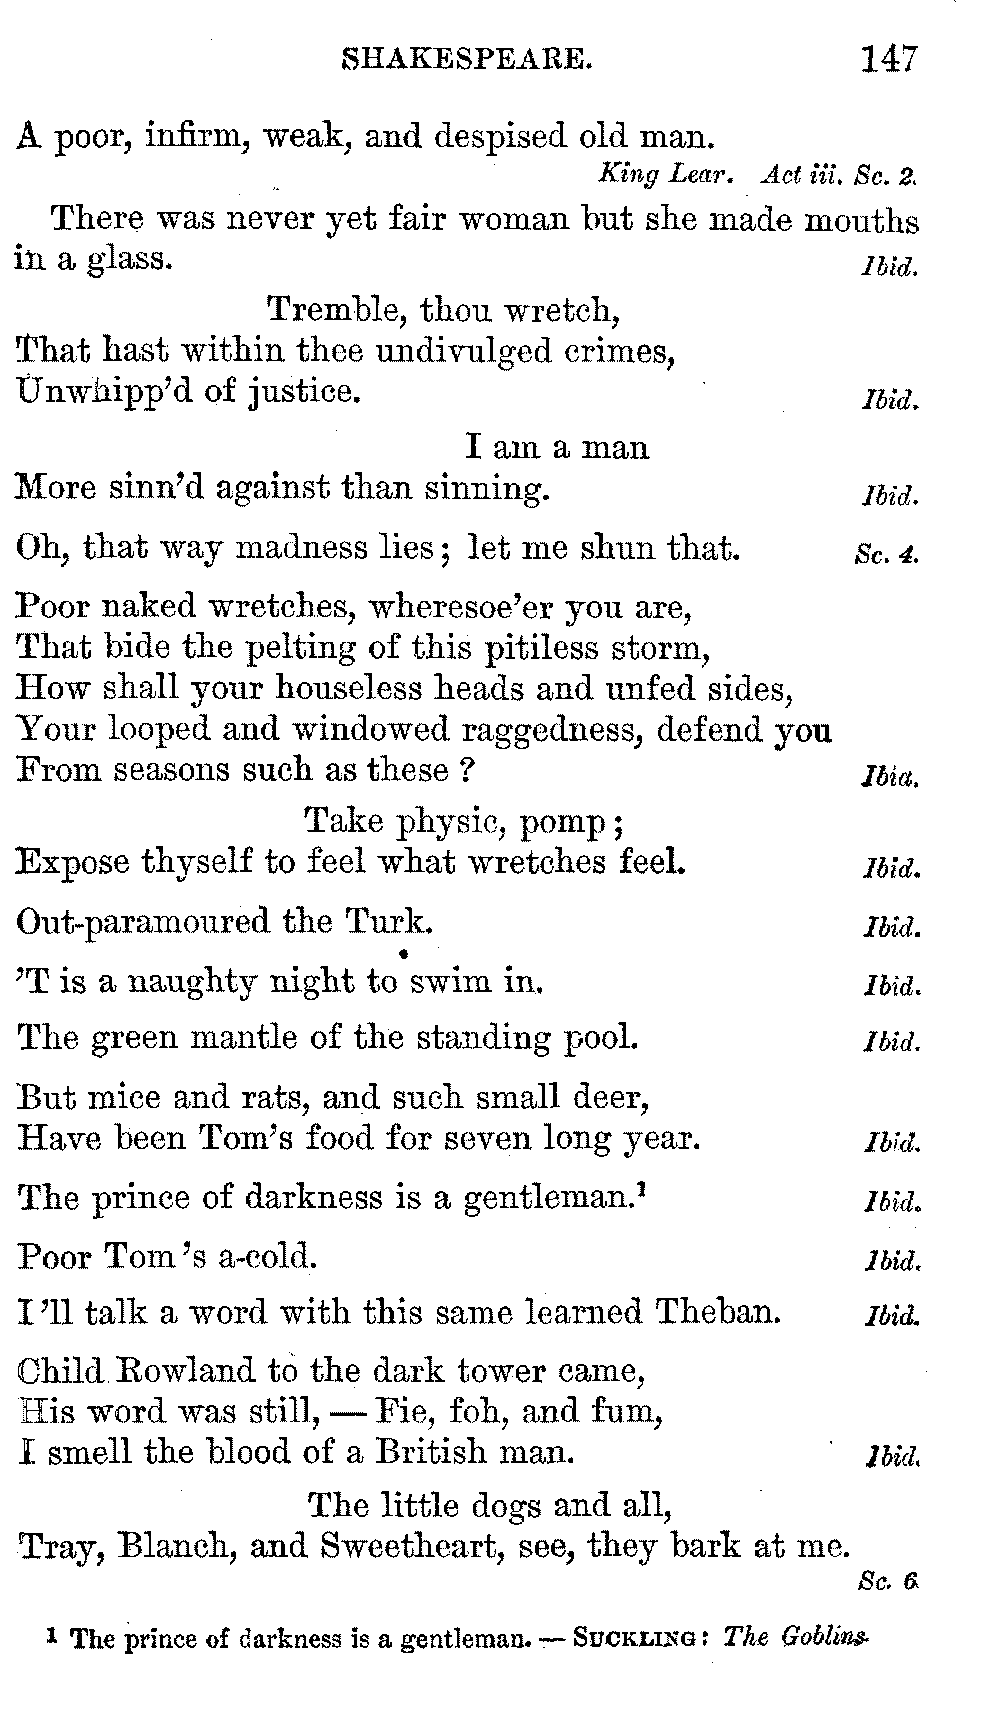 SHAKESPEARE. 147
A poor, infirm, weak, and despised old man.
King Lear. Act iii. Sc. 2.
There was never yet fair woman but she made mouths
in a glass. Ibid.
Tremble, thou wretch,
That hast within thee undivulged crimes,
Unwhipp'd of justice. Ibid.
I am a man
More sinn'd against than sinning. Ibid.
Oh, that way madness lies; let me shun that. Sc. 4.
Poor naked wretches, wheresoe'er you are,
That bide the pelting of this pitiless storm,
How shall your houseless heads and unfed sides,
Your looped and windowed raggedness, defend you
From seasons such as these? Ibid.
Take physic, pomp;
Expose thyself to feel what wretches feel. Ibid.
Out-paramoured the Turk. Ibid.
'T is a naughty night to swim in. Ibid.
The green mantle of the standing pool. Ibid.
But mice and rats, and such small deer,
Have been Tom's food for seven long year. Ibid.
The prince of darkness is a gentleman.¹ Ibid.
Poor Tom 's a-cold. Ibid.
I 'll talk a word with this same learned Theban. Ibid.
Child Rowland to the dark tower came,
His word was still, — Fie, foh, and fum,
I smell the blood of a British man. Ibid.
The little dogs and all,
Tray, Blanch, and Sweetheart, see, they bark at me.
Sc. 6.
1 The prince of darkness is a gentleman. — SUCKLING: The Goblins.